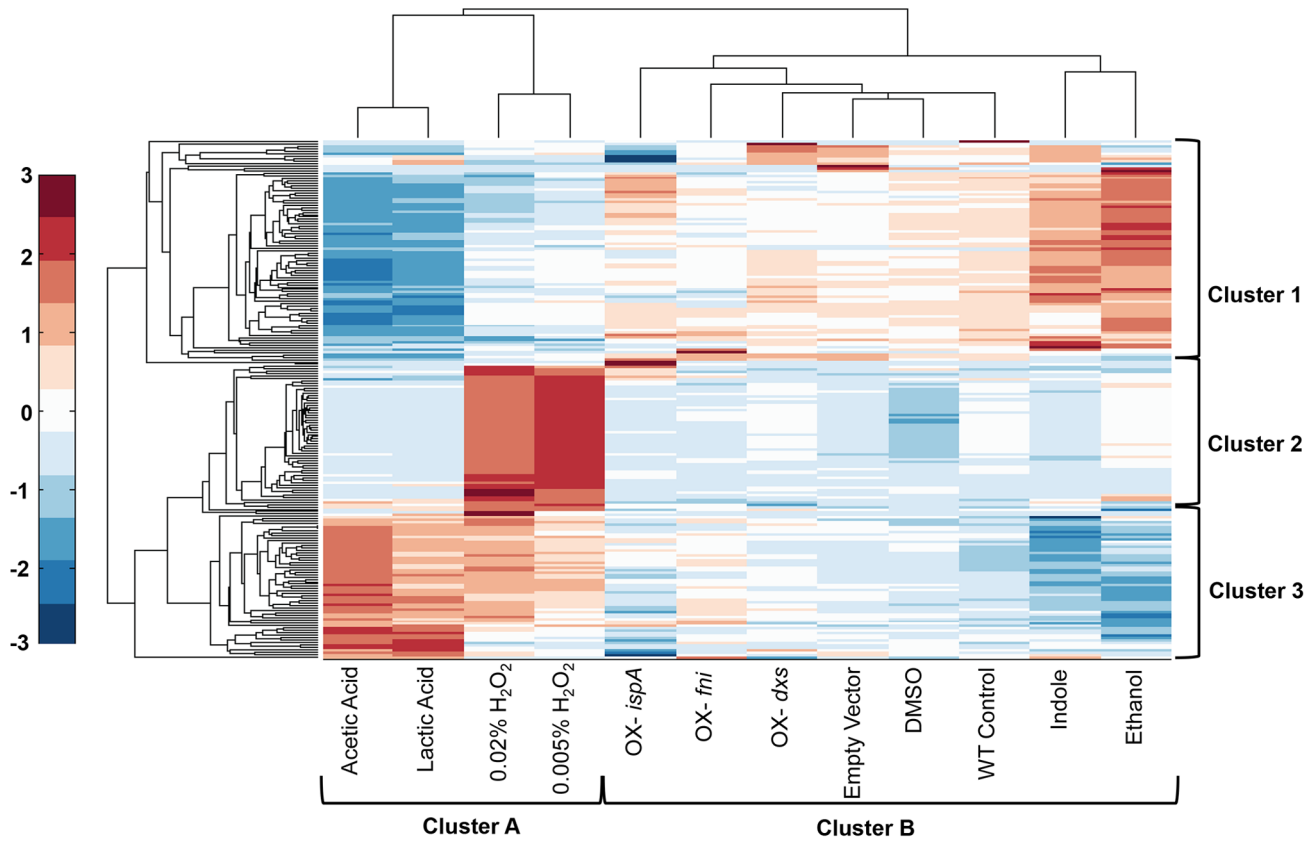 3
2
1
0
-1
-2
-3
Cluster 1
Cluster 2
Cluster 3
Acetic Acid
Lactic Acid
0.02% H₂O₂
0.005% H₂O₂
OX- ispA
OX- fni
OX- dxs
Empty Vector
DMSO
WT Control
Indole
Ethanol
Cluster A
Cluster B